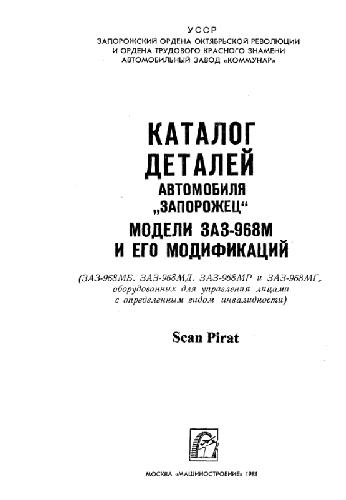 УССР
ЗАПОРОЖСКИЙ ОРДЕНА ОКТЯБРЬСКОЙ РЕВОЛЮЦИИ
И ОРДЕНА ТРУДОВОГО КРАСНОГО ЗНАМЕНИ
АВТОМОБИЛЬНЫЙ ЗАВОД «КОММУНАР»
КАТАЛОГ
ДЕТАЛЕЙ
АВТОМОБИЛЯ
„ЗАПОРОЖЕЦ“
МОДЕЛИ ЗАЗ-968М
И ЕГО МОДИФИКАЦИЙ
(ЗАЗ-968МБ, ЗАЗ-968МД, ЗАЗ-968МР и ЗАЗ-968МГ,
оборудованных для управления лицами
с определенным видом инвалидности)
Scan Pirat
МОСКВА «МАШИНОСТРОЕНИЕ» 1988